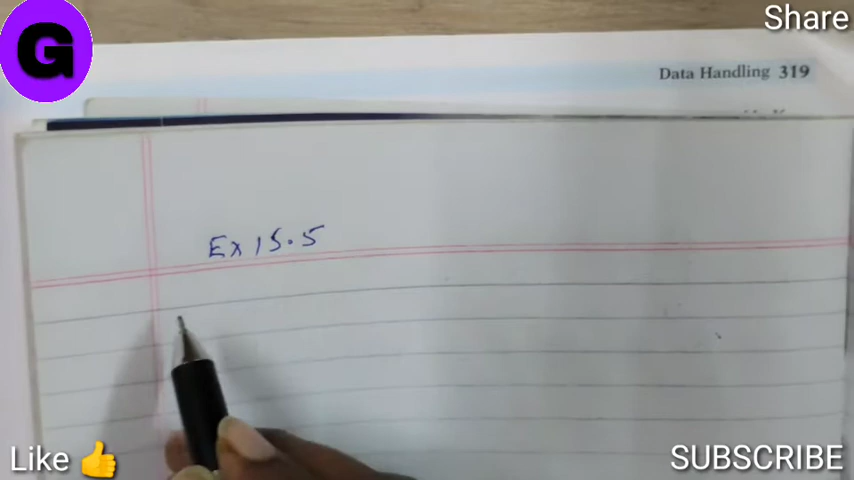 G
Share
Data Handling 319
Ex 15.5
Like 👍
SUBSCRIBE